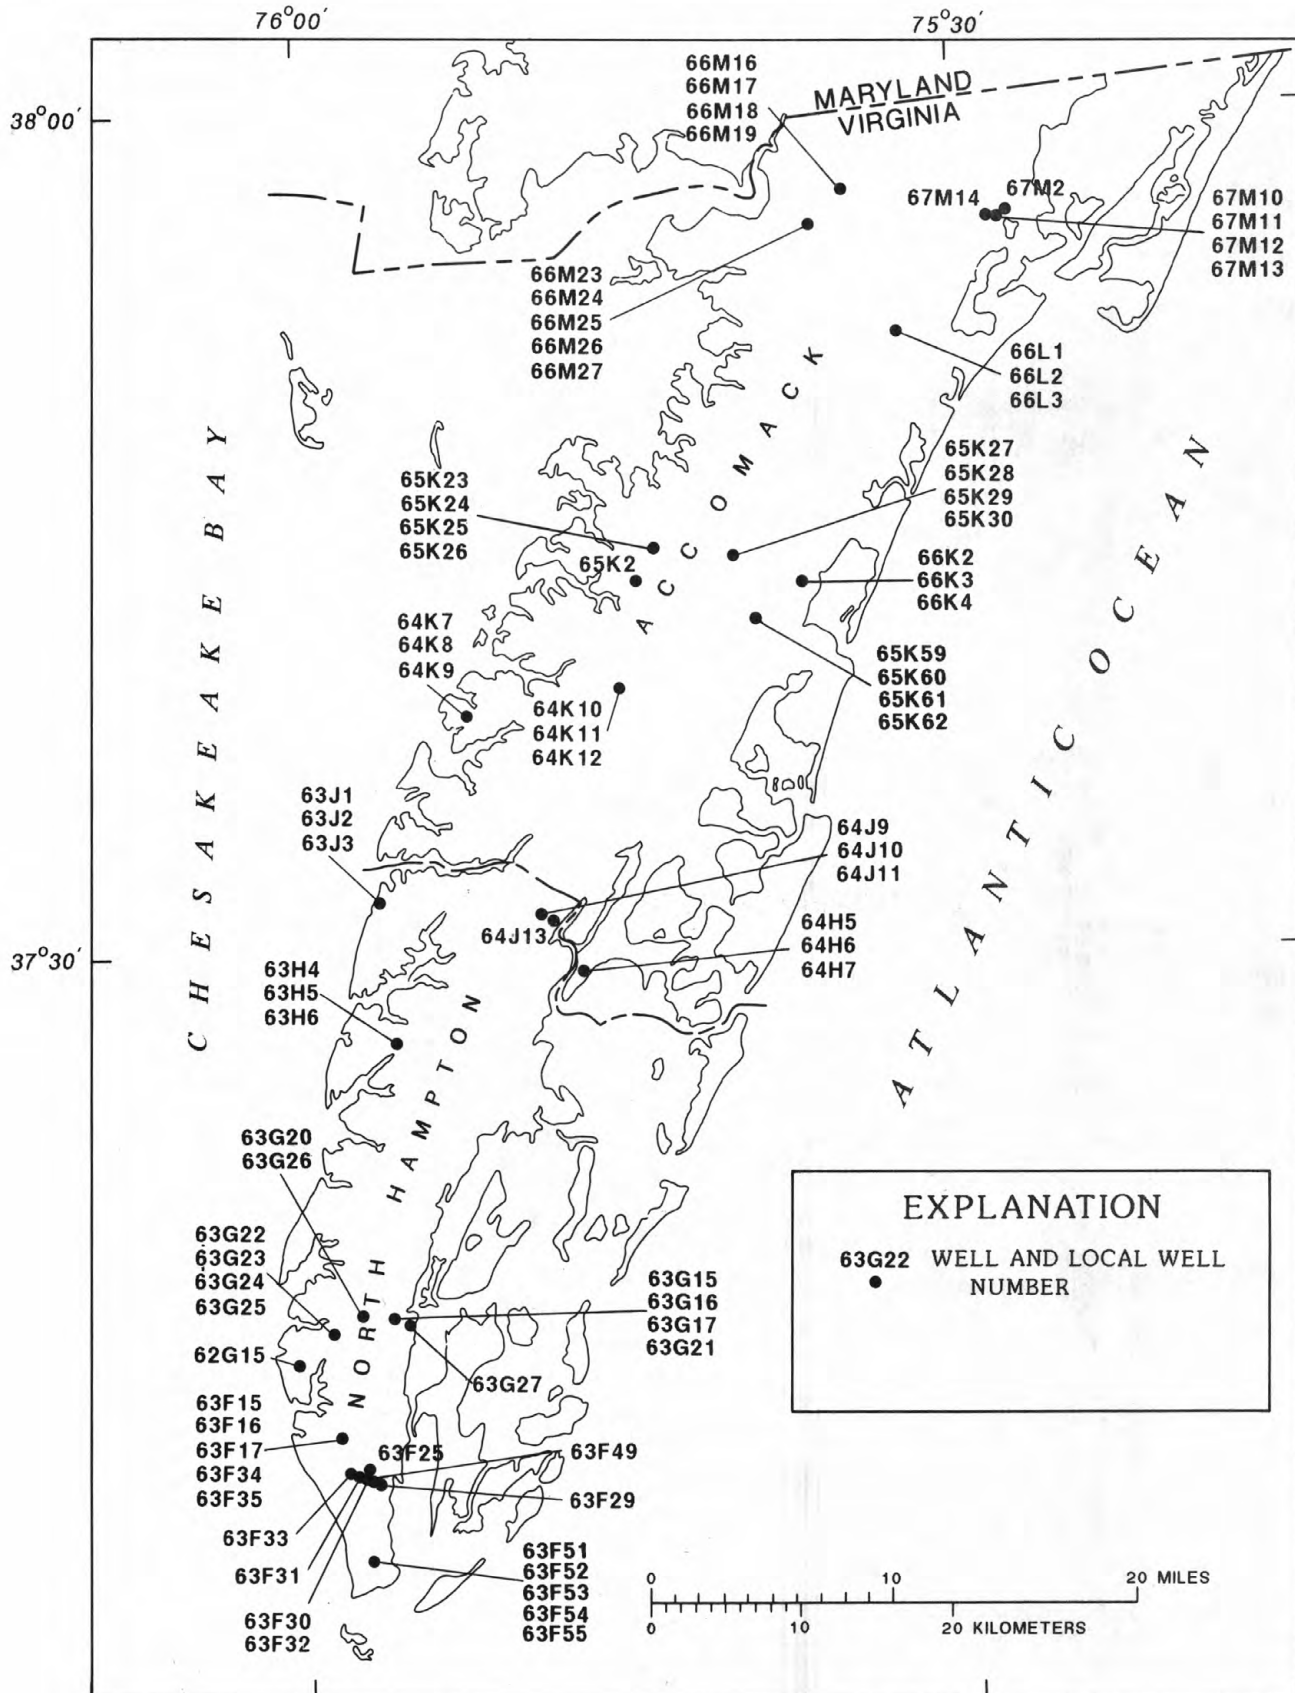 76°00′
75°30′
38°00′
37°30′
MARYLAND
VIRGINIA
66M16
66M17
66M18
66M19
67M14
67M2
67M10
67M11
67M12
67M13
66M23
66M24
66M25
66M26
66M27
66L1
66L2
66L3
CHESAKEAKE BAY
ACCOMACK
ATLANTIC OCEAN
65K23
65K24
65K25
65K26
65K27
65K28
65K29
65K30
65K2
66K2
66K3
66K4
64K7
64K8
64K9
65K59
65K60
65K61
65K62
64K10
64K11
64K12
63J1
63J2
63J3
64J9
64J10
64J11
64J13
64H5
64H6
64H7
63H4
63H5
63H6
NORTH HAMPTON
63G20
63G26
63G22
63G23
63G24
63G25
63G15
63G16
63G17
63G21
62G15
63G27
63F15
63F16
63F17
63F34
63F35
63F25
63F49
63F29
63F33
63F31
63F30
63F32
63F51
63F52
63F53
63F54
63F55
EXPLANATION
63G22 WELL AND LOCAL WELL
NUMBER
0 10 20 MILES
0 10 20 KILOMETERS